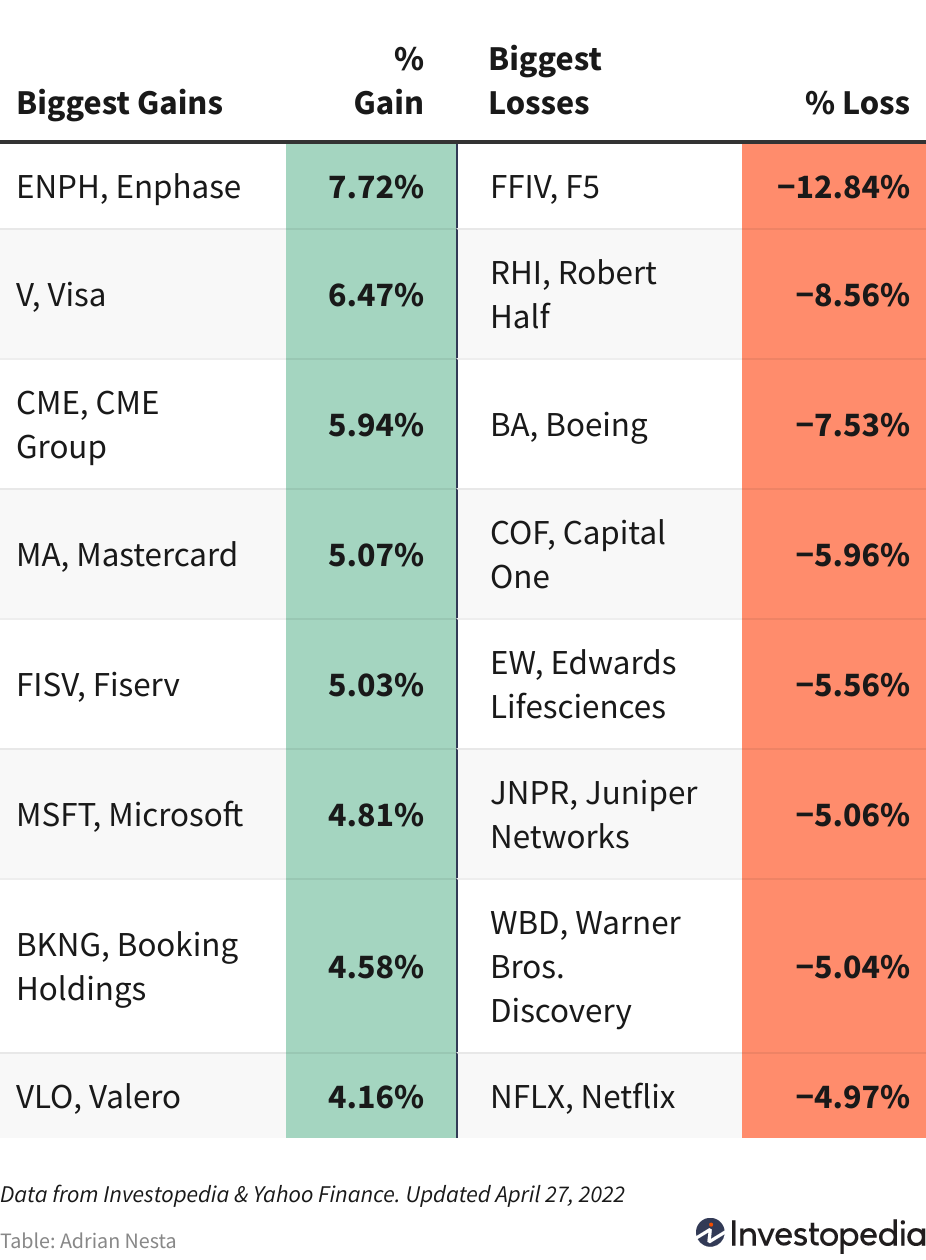 Biggest Gains % Gain Biggest Losses % Loss
ENPH, Enphase 7.72% FFIV, F5 −12.84%
V, Visa 6.47% RHI, Robert Half −8.56%
CME, CME Group 5.94% BA, Boeing −7.53%
MA, Mastercard 5.07% COF, Capital One −5.96%
FISV, Fiserv 5.03% EW, Edwards Lifesciences −5.56%
MSFT, Microsoft 4.81% JNPR, Juniper Networks −5.06%
BKNG, Booking Holdings 4.58% WBD, Warner Bros. Discovery −5.04%
VLO, Valero 4.16% NFLX, Netflix −4.97%
Data from Investopedia & Yahoo Finance. Updated April 27, 2022
Table: Adrian Nesta
Investopedia